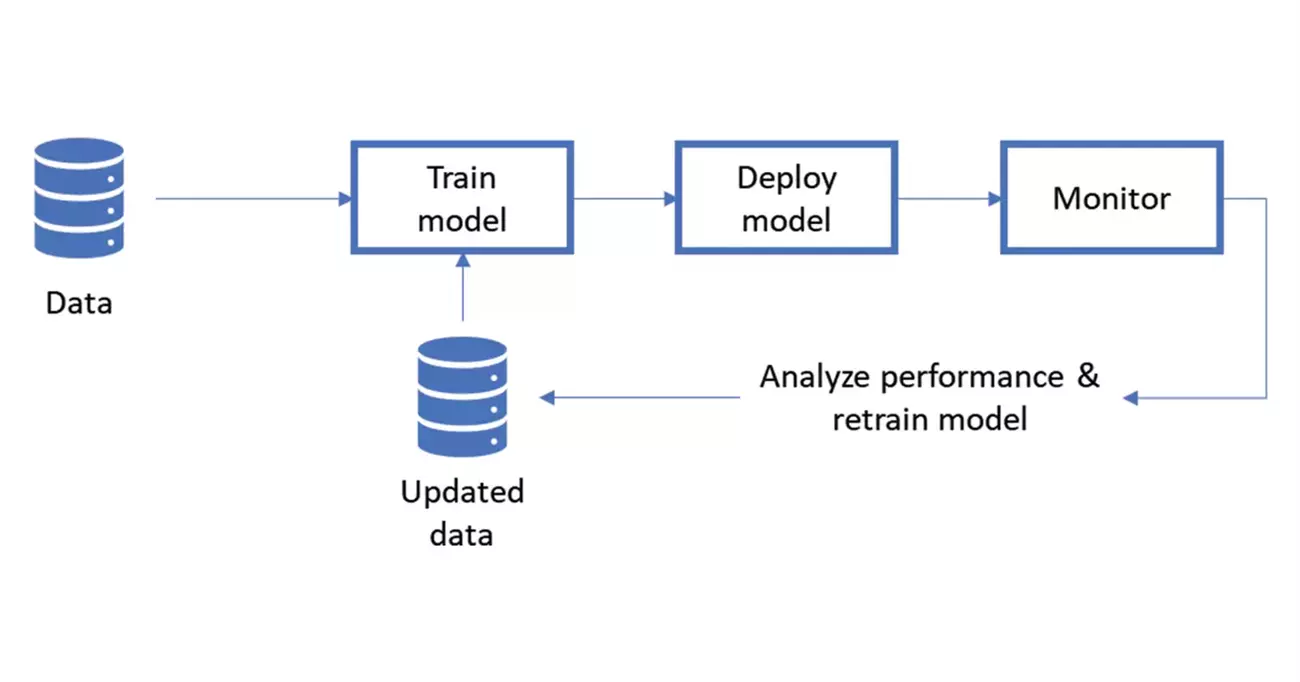 Train
model
Deploy
model
Monitor
Data
Analyze performance &
retrain model
Updated
data